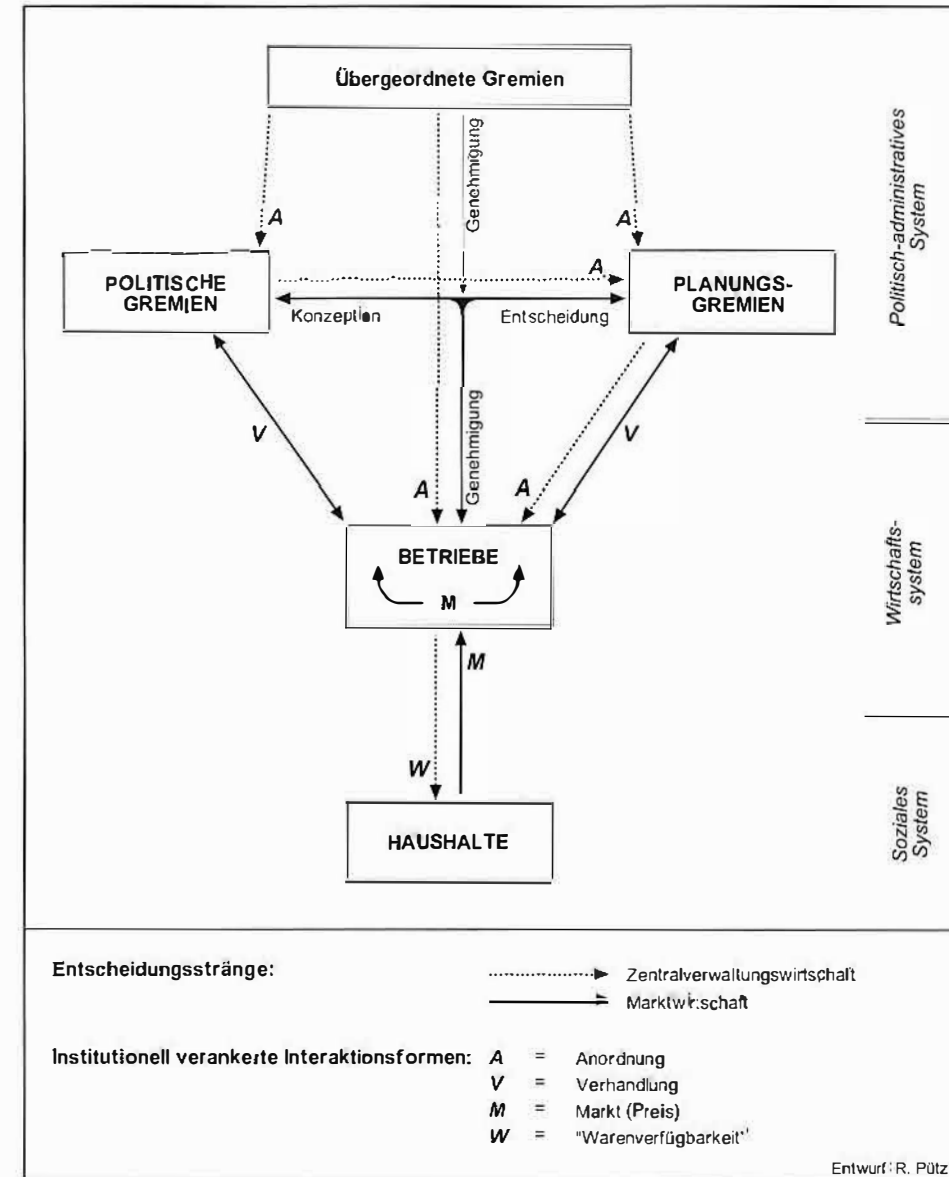 Übergeordnete Gremien
Genehmigung
Politisch-administratives
System
A
A
POLITISCHE
GREMIEN
A
PLANUNGS-
GREMIEN
Konzeption
Entscheidung
V
Genehmigung
V
A
A
BETRIEBE
M
Wirtschafts-
system
M
W
HAUSHALTE
Soziales
System
Entscheidungsstränge:
Zentralverwaltungswirtschaft
Marktwirtschaft
Institutionell verankerte Interaktionsformen: A = Anordnung
V = Verhandlung
M = Markt (Preis)
W = "Warenverfügbarkeit"
Entwurf: R. Pütz